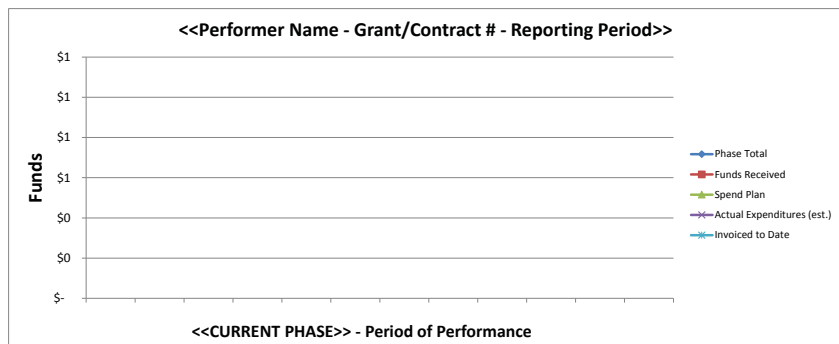 <<Performer Name - Grant/Contract # - Reporting Period>>
$1
$1
$1
$1
$0
$0
$-
Funds
Phase Total
Funds Received
Spend Plan
Actual Expenditures (est.)
Invoiced to Date
<<CURRENT PHASE>> - Period of Performance